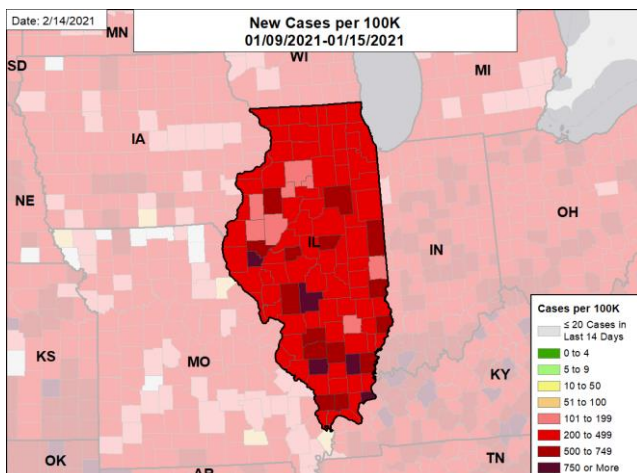 Date: 2/14/2021
New Cases per 100K
01/09/2021-01/15/2021
MN
WI
SD
MI
IA
NE
OH
IL
IN
KS
MO
KY
OK
AR
TN
Cases per 100K
≤ 20 Cases in
Last 14 Days
0 to 4
5 to 9
10 to 50
51 to 100
101 to 199
200 to 499
500 to 749
750 or More